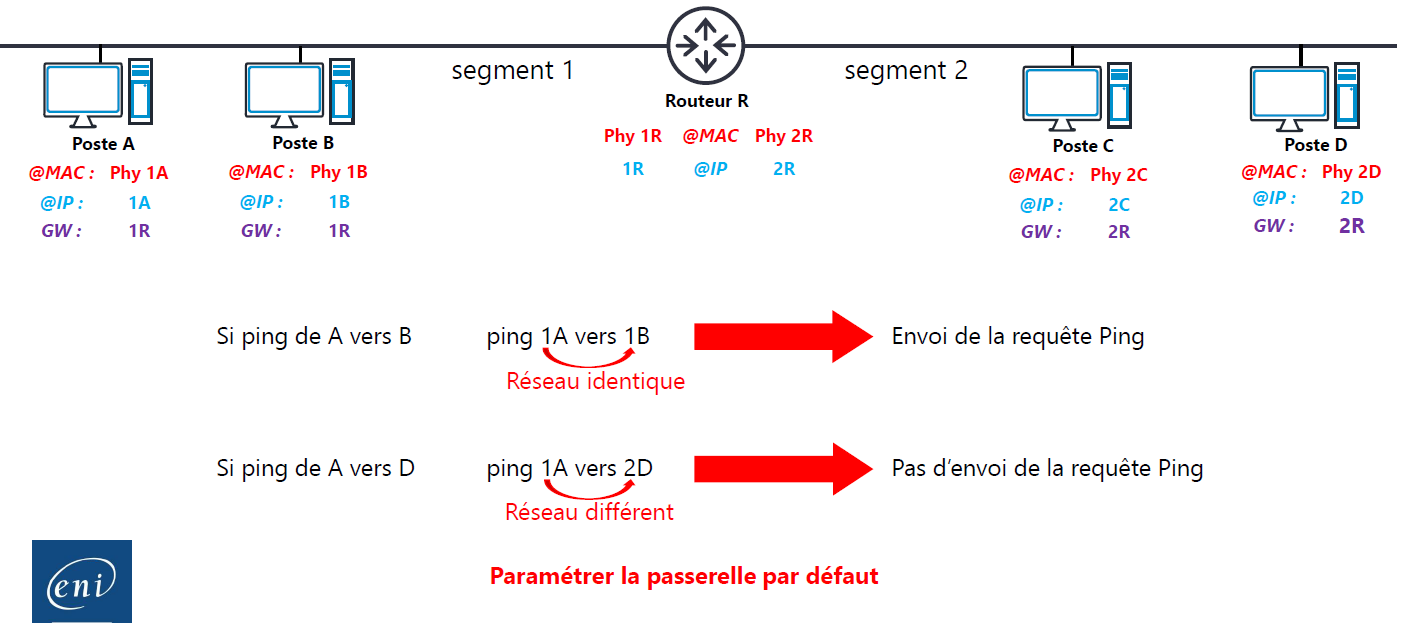 segment 1
segment 2
Routeur R
Phy 1R @MAC Phy 2R
1R @IP 2R
Poste A
@MAC : Phy 1A
@IP : 1A
GW : 1R
Poste B
@MAC : Phy 1B
@IP : 1B
GW : 1R
Poste C
@MAC : Phy 2C
@IP : 2C
GW : 2R
Poste D
@MAC : Phy 2D
@IP : 2D
GW : 2R
Si ping de A vers B ping 1A vers 1B Envoi de la requête Ping
Réseau identique
Si ping de A vers D ping 1A vers 2D Pas d’envoi de la requête Ping
Réseau différent
Paramétrer la passerelle par défaut
eni